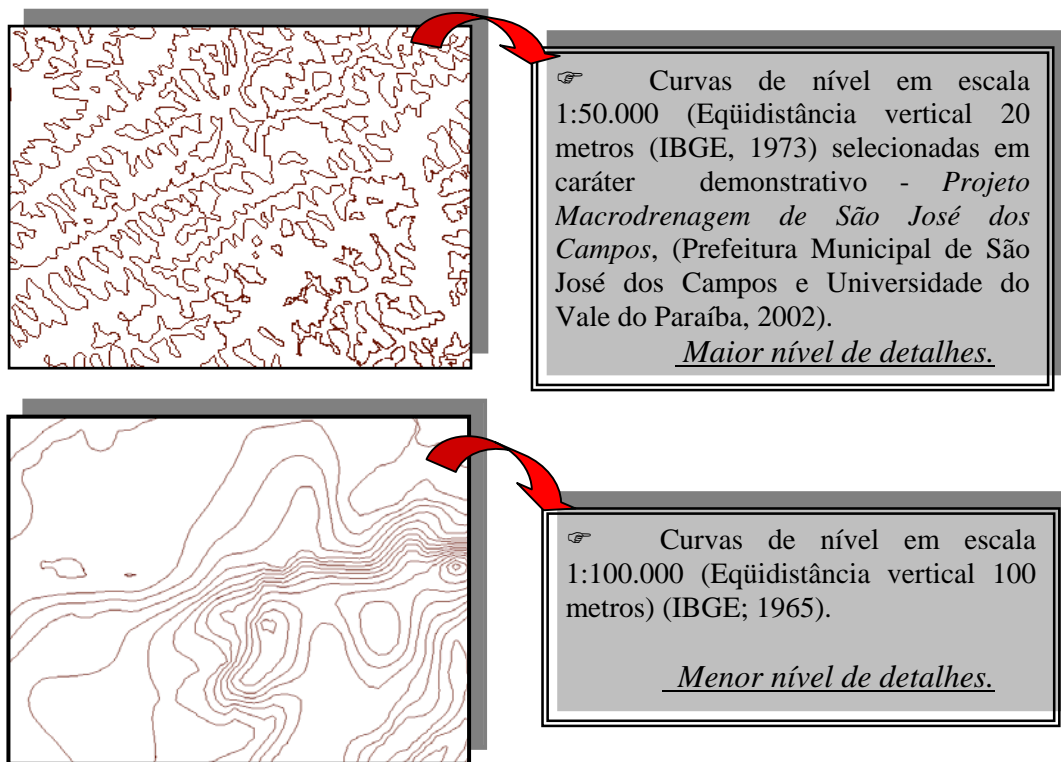 ☞ Curvas de nível em escala
1:50.000 (Eqüidistância vertical 20
metros (IBGE, 1973) selecionadas em
caráter demonstrativo - Projeto
Macrodrenagem de São José dos
Campos, (Prefeitura Municipal de São
José dos Campos e Universidade do
Vale do Paraíba, 2002).
Maior nível de detalhes.
☞ Curvas de nível em escala
1:100.000 (Eqüidistância vertical 100
metros) (IBGE; 1965).
Menor nível de detalhes.